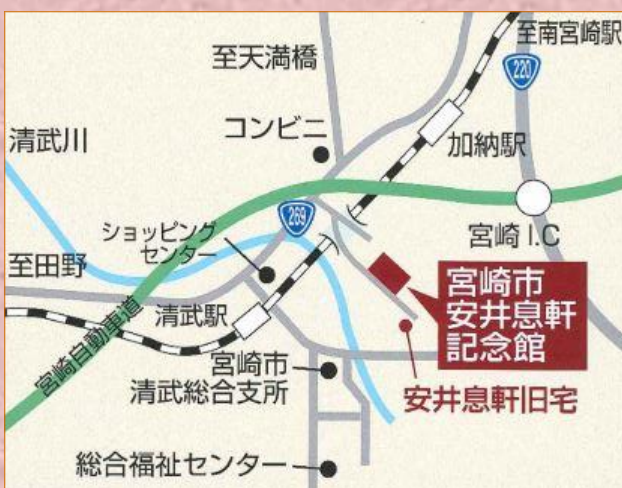 至南宮崎駅
至天満橋
220
コンビニ
清武川
加納駅
269
宮崎 I.C
ショッピング
センター
至田野
宮崎市
安井息軒
記念館
清武駅
宮崎自動車道
宮崎市
清武総合支所
安井息軒旧宅
総合福祉センター